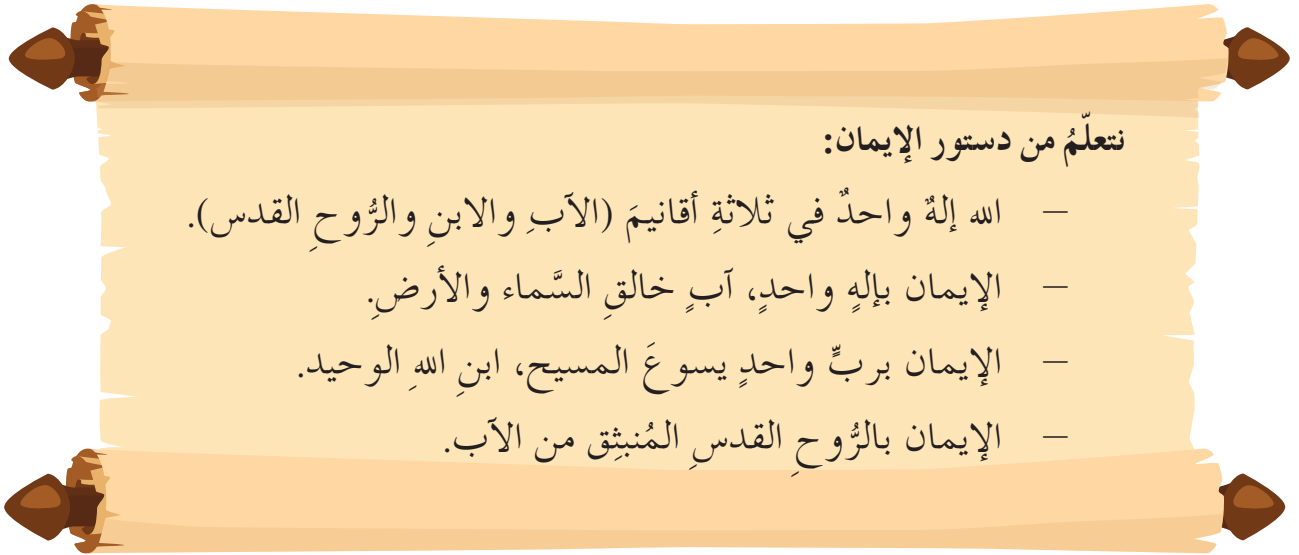 نتعلّمُ من دستور الإيمان:
— الله إلهٌ واحدٌ في ثلاثةِ أقانيمَ (الآبِ والابنِ والرُّوحِ القدس).
— الإيمان بإلهٍ واحدٍ، آبٍ خالقِ السَّماء والأرضِ.
— الإيمان بربٍّ واحدٍ يسوعَ المسيح، ابنِ اللهِ الوحيد.
— الإيمان بالرُّوحِ القدسِ المُنبثِق من الآب.